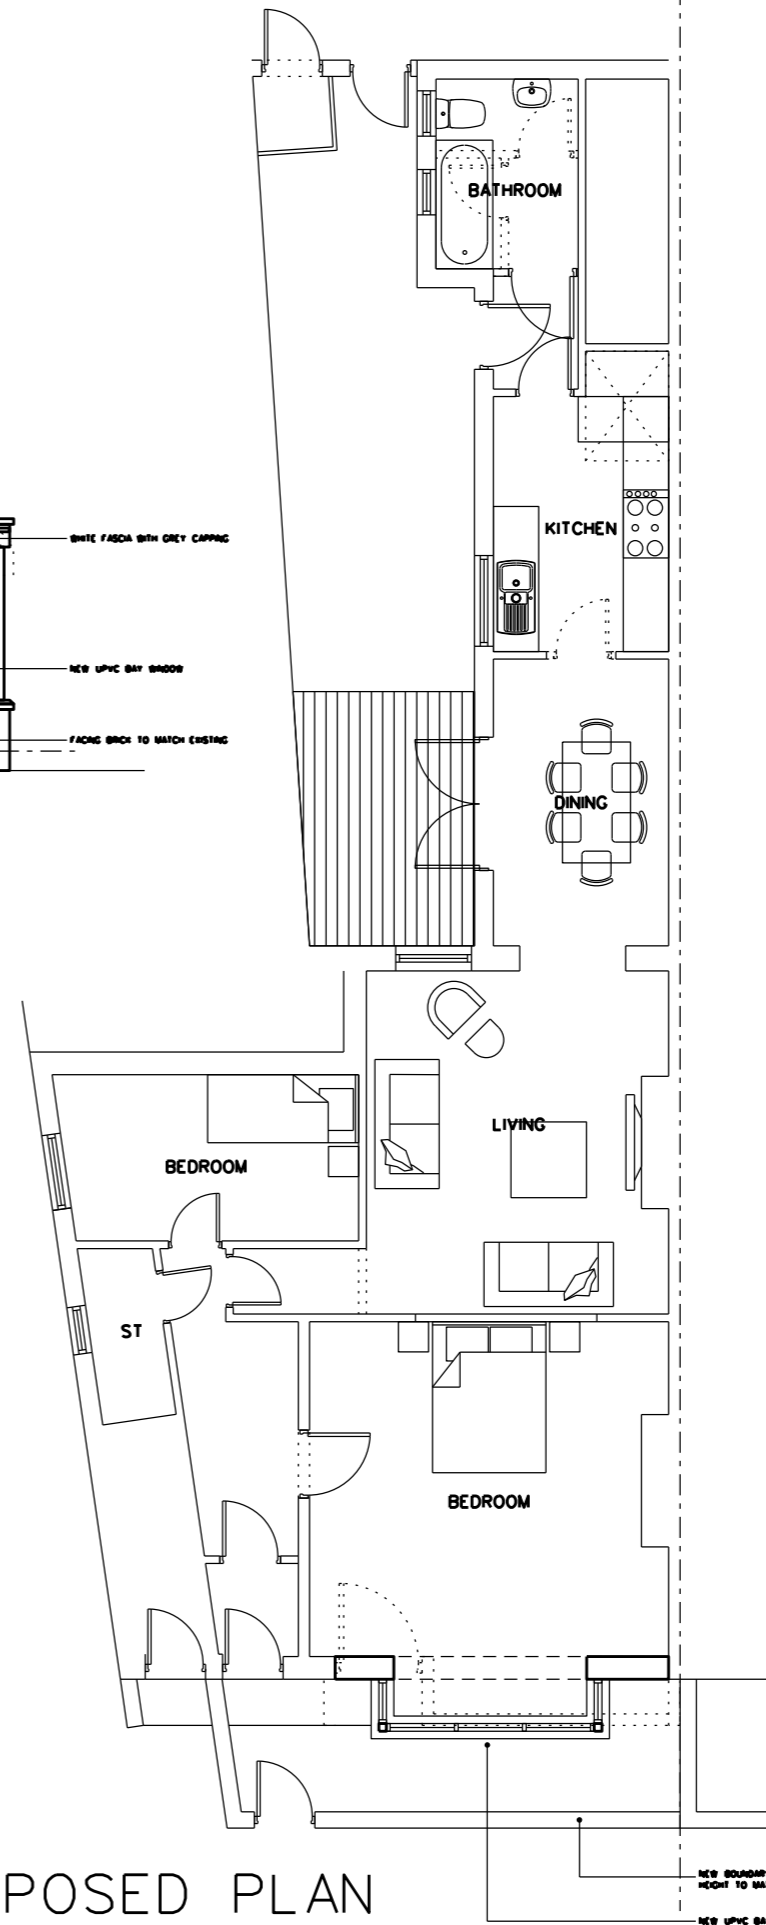 BATHROOM
WHITE FASCIA WITH GREY CAPPING
KITCHEN
NEW UPVC BAY WINDOW
FACING BRICK TO MATCH EXISTING
DINING
LIVING
BEDROOM
ST
BEDROOM
POSED PLAN
NEW BOUNDARY
HEIGHT TO MA
NEW UPVC BA